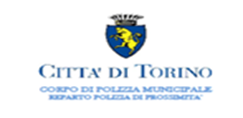 CITTA' DI TORINO
CORPO DI POLIZIA MUNICIPALE
REPARTO POLIZIA DI PROSSIMITA'